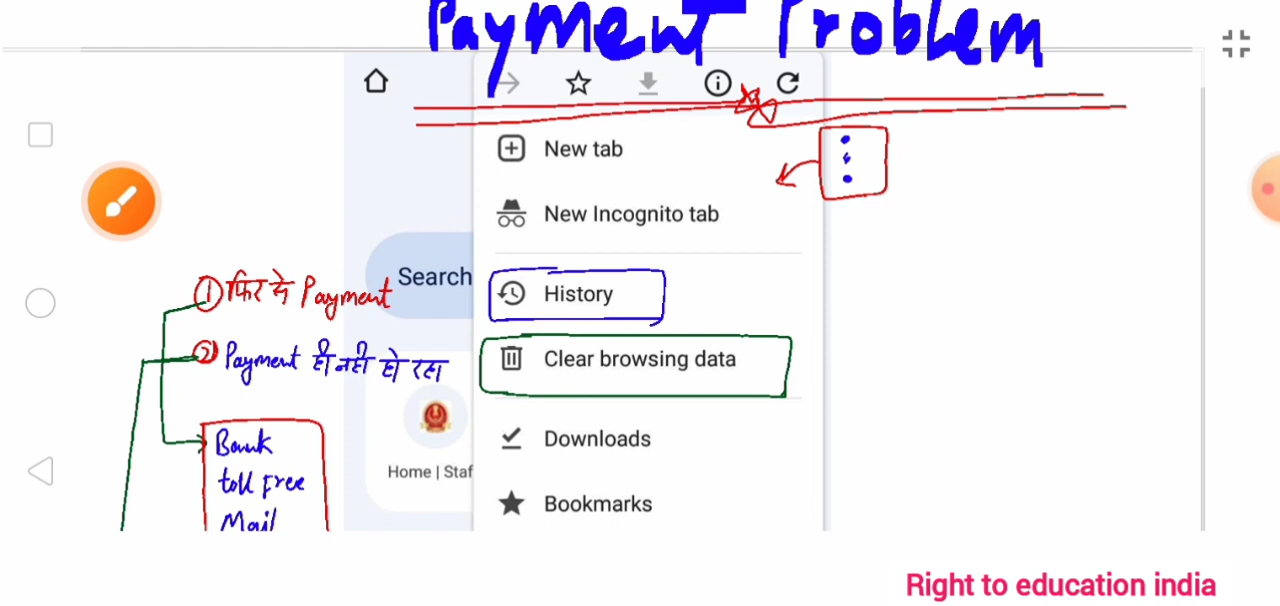 Payment Problem
New tab
New Incognito tab
Search
History
① फिर से Payment
Clear browsing data
② Payment ही नही हो रहा
Downloads
Bank
Home | Staf
toll Free
Bookmarks
Mail
Right to education india